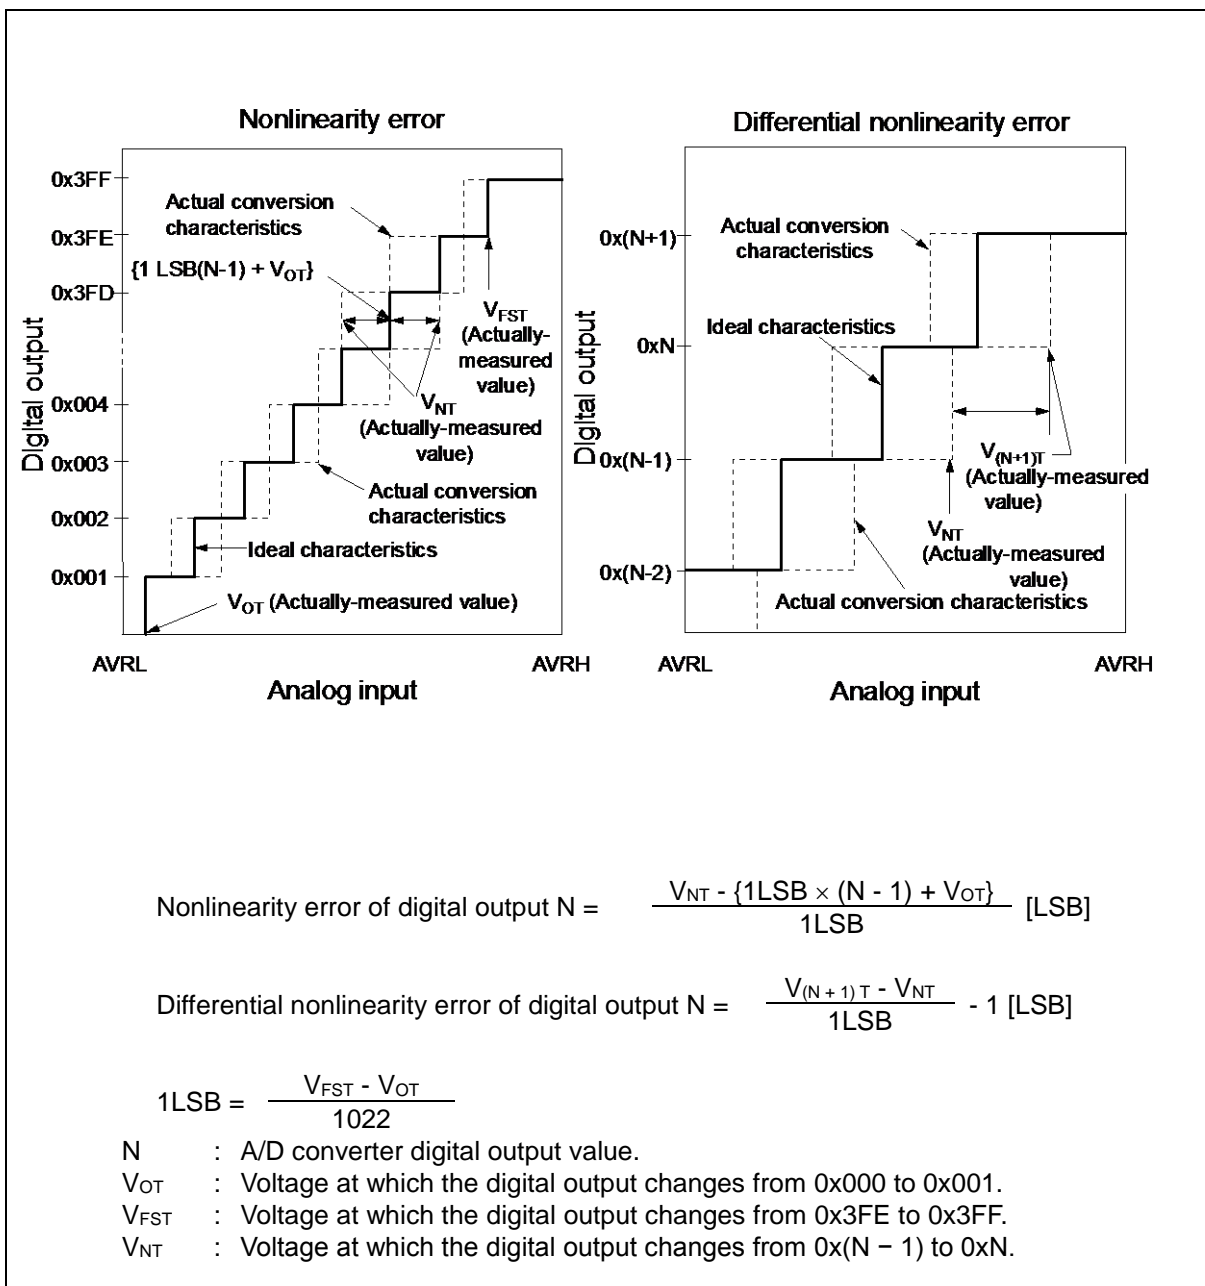 Nonlinearity error
Digital output
0x3FF
0x3FE
0x3FD
0x004
0x003
0x002
0x001
Actual conversion
characteristics
{1 LSB(N-1) + VOT}
VFST
(Actually-
measured
value)
VNT
(Actually-measured
value)
Actual conversion
characteristics
Ideal characteristics
VOT (Actually-measured value)
AVRL
AVRH
Analog input
Differential nonlinearity error
Digital output
0x(N+1)
0xN
0x(N-1)
0x(N-2)
Actual conversion
characteristics
Ideal characteristics
V(N+1)T
(Actually-measured
value)
VNT
(Actually-measured
value)
Actual conversion characteristics
AVRL
AVRH
Analog input
Nonlinearity error of digital output N =
VNT - {1LSB × (N - 1) + VOT}
1LSB
[LSB]
Differential nonlinearity error of digital output N =
V(N + 1) T - VNT
1LSB
- 1 [LSB]
1LSB =
VFST - VOT
1022
N : A/D converter digital output value.
VOT : Voltage at which the digital output changes from 0x000 to 0x001.
VFST : Voltage at which the digital output changes from 0x3FE to 0x3FF.
VNT : Voltage at which the digital output changes from 0x(N − 1) to 0xN.